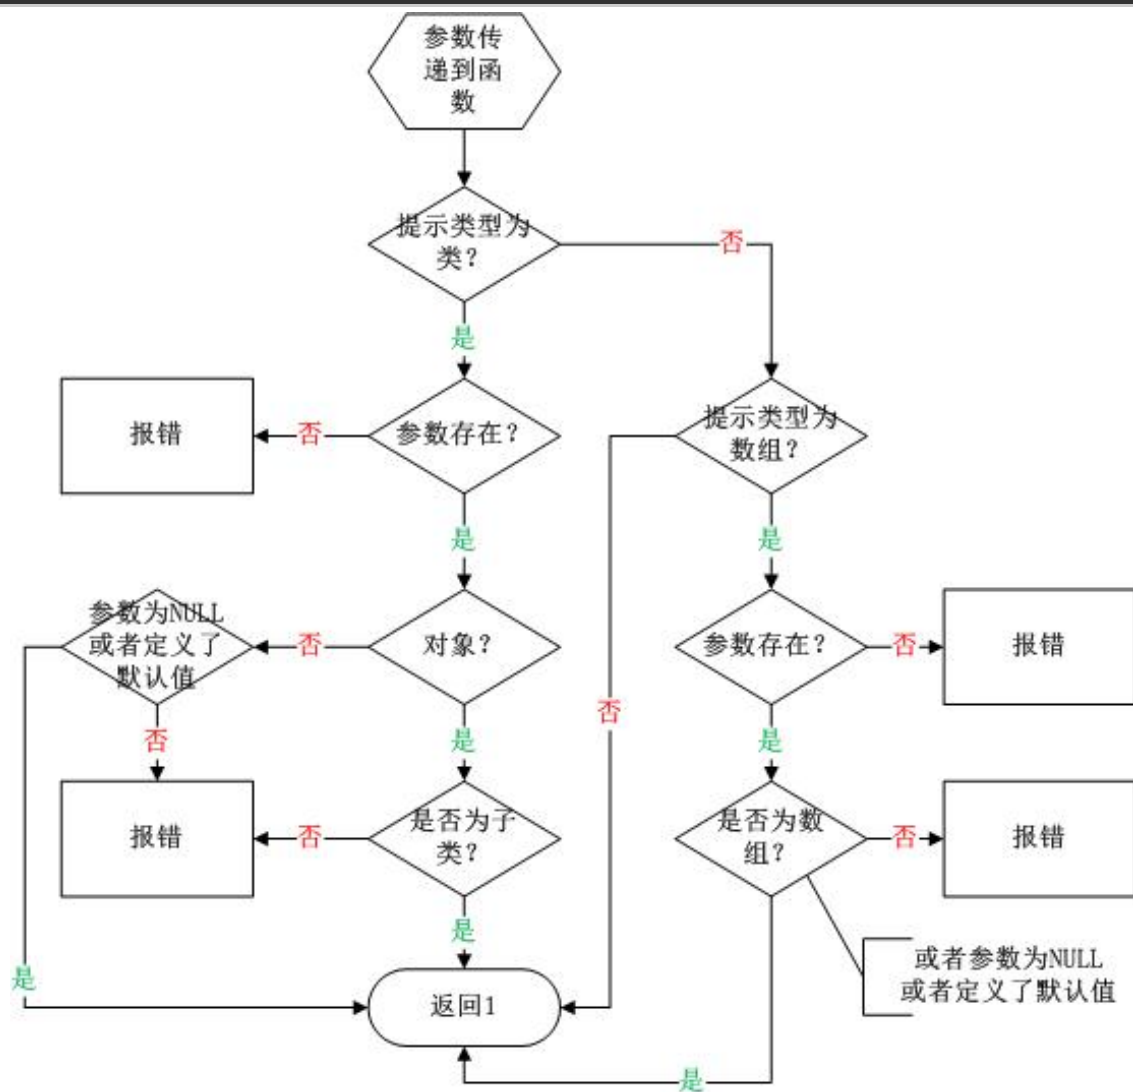 参数传
递到函
数
提示类型为
类？
否
是
报错
否
参数存在？
提示类型为
数组？
是
是
参数为NULL
或者定义了
默认值
否
对象？
参数存在？
否
报错
否
否
是
是
报错
否
是否为子
类？
是否为数
组？
否
报错
是
是
返回1
或者参数为NULL
或者定义了默认值
是